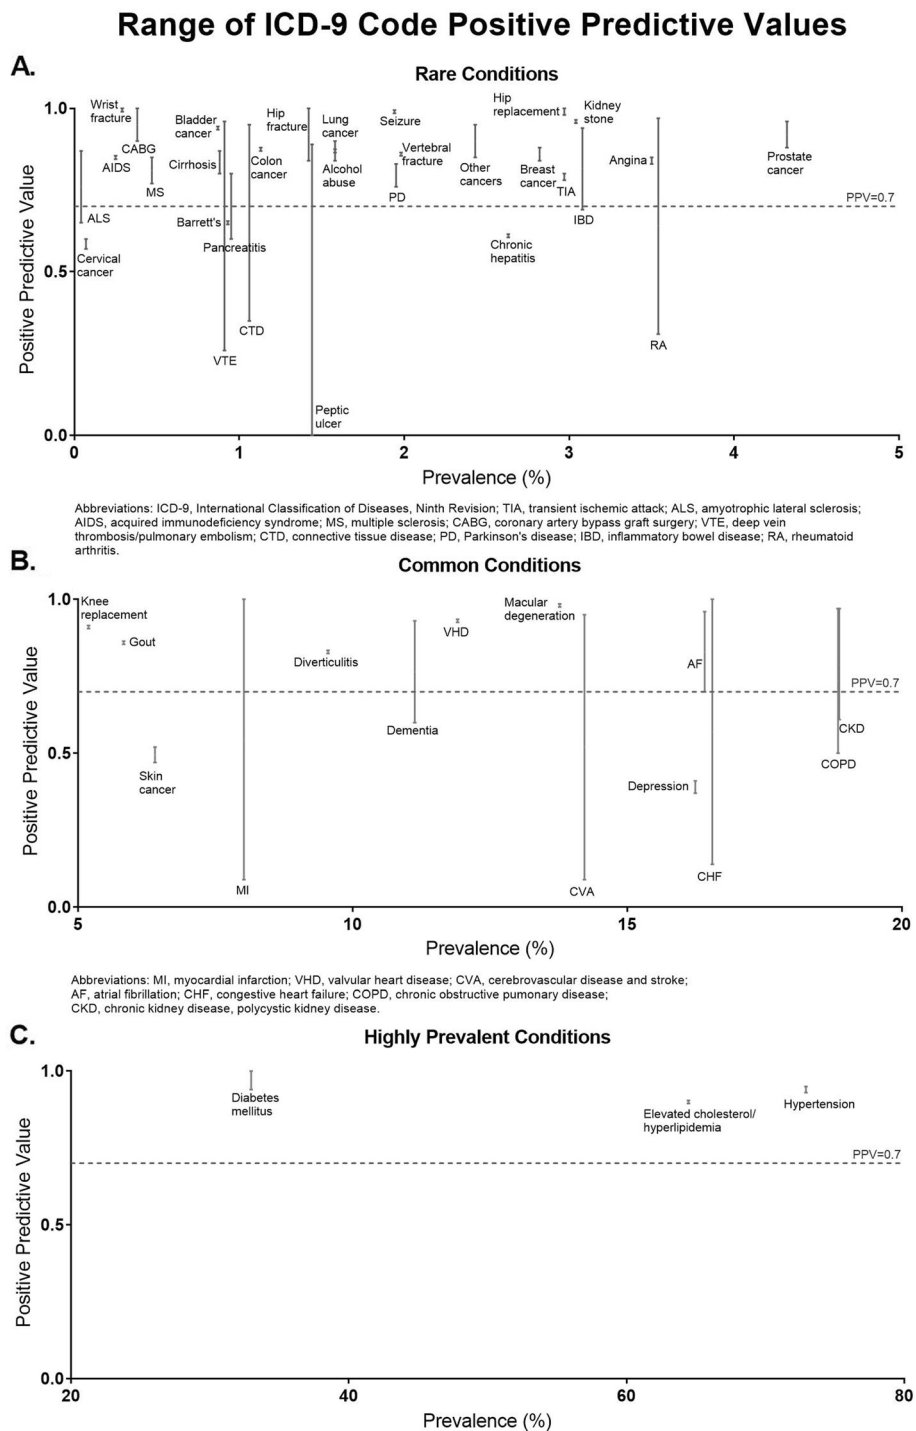 Range of ICD-9 Code Positive Predictive Values
A.
Rare Conditions
Positive Predictive Value
1.0
0.5
0.0
Wrist
fracture
CABG
AIDS
MS
ALS
Cervical
cancer
Bladder
cancer
Cirrhosis
Barrett's
Pancreatitis
VTE
CTD
Colon
cancer
Hip
fracture
Peptic
ulcer
Lung
cancer
Alcohol
abuse
Seizure
Vertebral
fracture
PD
Other
cancers
Chronic
hepatitis
Hip
replacement
Breast
cancer
TIA
Kidney
stone
IBD
Angina
RA
Prostate
cancer
PPV=0.7
0
1
2
3
4
5
Prevalence (%)
Abbreviations: ICD-9, International Classification of Diseases, Ninth Revision; TIA, transient ischemic attack; ALS, amyotrophic lateral sclerosis;
AIDS, acquired immunodeficiency syndrome; MS, multiple sclerosis; CABG, coronary artery bypass graft surgery; VTE, deep vein
thrombosis/pulmonary embolism; CTD, connective tissue disease; PD, Parkinson's disease; IBD, inflammatory bowel disease; RA, rheumatoid
arthritis.
B.
Common Conditions
Positive Predictive Value
1.0
0.5
0.0
Knee
replacement
Gout
Skin
cancer
MI
Diverticulitis
Dementia
VHD
Macular
degeneration
CVA
AF
Depression
CHF
CKD
COPD
PPV=0.7
5
10
15
20
Prevalence (%)
Abbreviations: MI, myocardial infarction; VHD, valvular heart disease; CVA, cerebrovascular disease and stroke;
AF, atrial fibrillation; CHF, congestive heart failure; COPD, chronic obstructive pumonary disease;
CKD, chronic kidney disease, polycystic kidney disease.
C.
Highly Prevalent Conditions
Positive Predictive Value
1.0
0.5
0.0
Diabetes
mellitus
Elevated cholesterol/
hyperlipidemia
Hypertension
PPV=0.7
20
40
60
80
Prevalence (%)